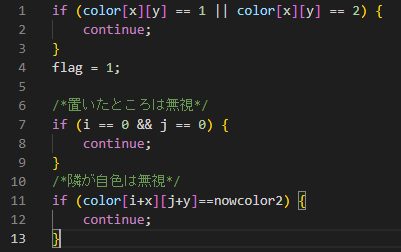 1 if (color[x][y] == 1 || color[x][y] == 2) {
2     continue;
3 }
4 flag = 1;
5
6 /*置いたところは無視*/
7 if (i == 0 && j == 0) {
8     continue;
9 }
10 /*隣が自色は無視*/
11 if (color[i+x][j+y]==nowcolor2) {
12     continue;
13 }